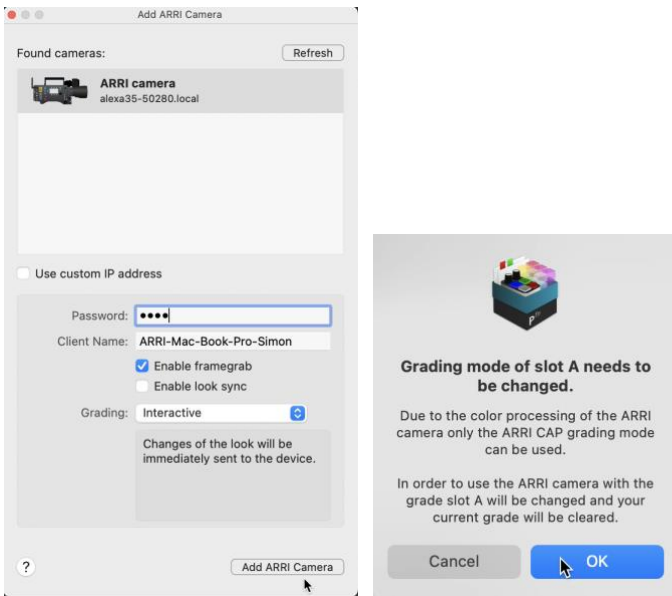 Add ARRI Camera
Found cameras:
Refresh
ARRI camera
alexa35-50280.local
Use custom IP address
Password: ••••
Client Name: ARRI-Mac-Book-Pro-Simon
Enable framegrab
Enable look sync
Grading: Interactive
Changes of the look will be
immediately sent to the device.
?
Add ARRI Camera
Grading mode of slot A needs to
be changed.
Due to the color processing of the ARRI
camera only the ARRI CAP grading mode
can be used.
In order to use the ARRI camera with the
grade slot A will be changed and your
current grade will be cleared.
Cancel
OK